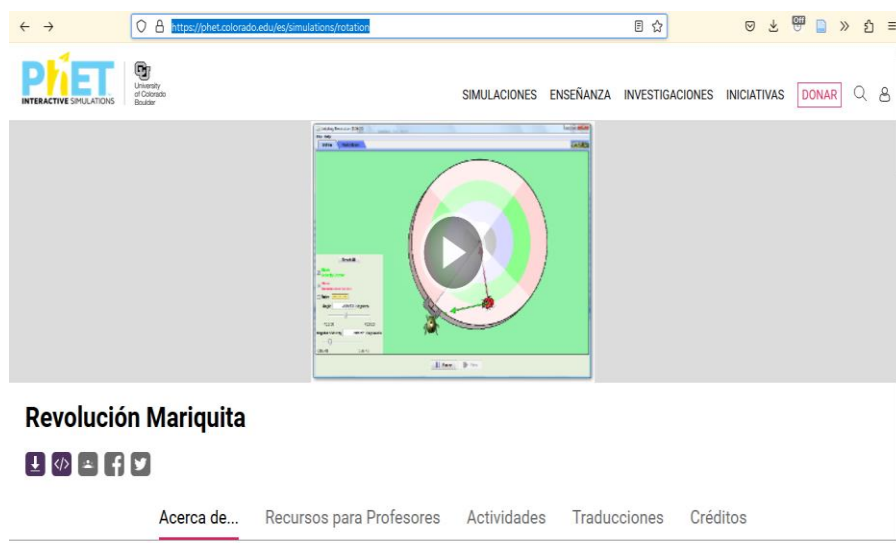 https://phet.colorado.edu/es/simulations/rotation
Off
PhET
INTERACTIVE SIMULATIONS
University
of Colorado
Boulder
SIMULACIONES ENSEÑANZA INVESTIGACIONES INICIATIVAS DONAR
Revolución Mariquita
Acerca de... Recursos para Profesores Actividades Traducciones Créditos